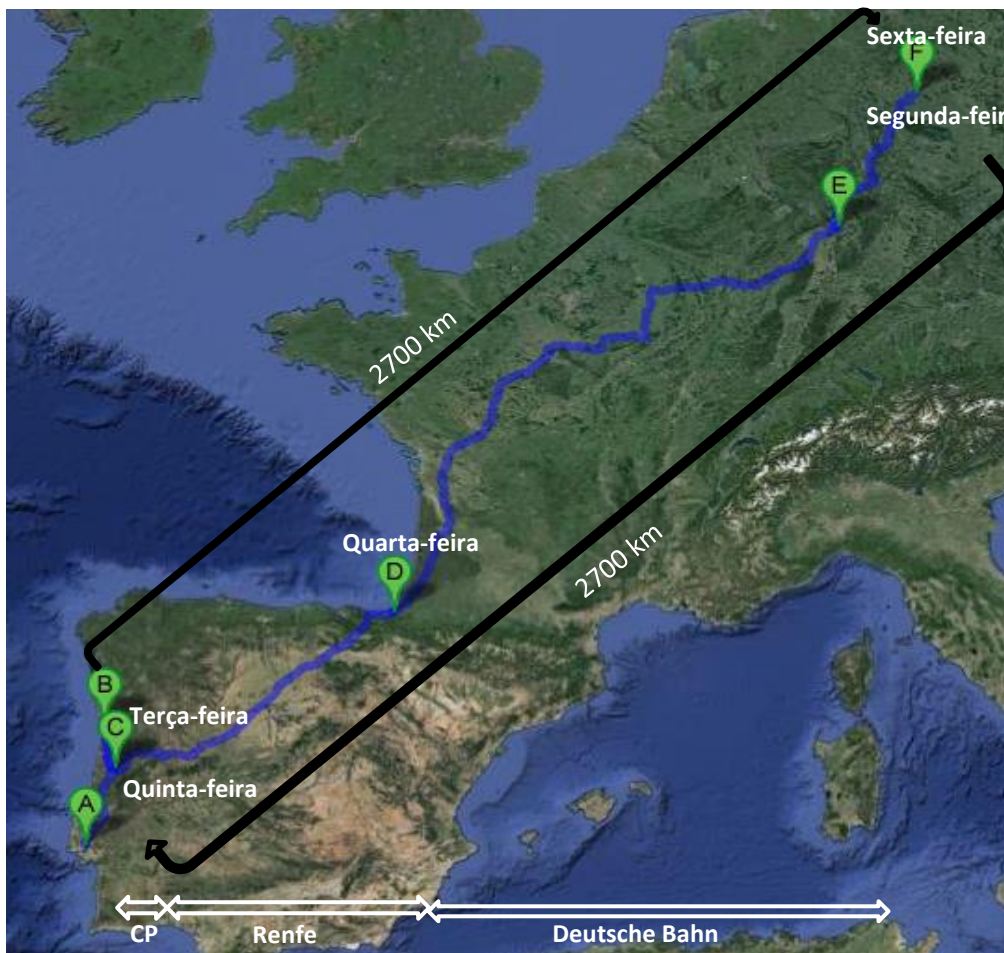 Sexta-feira
F
Segunda-feir
E
2700 km
2700 km
Quarta-feira
D
B
Terça-feira
C
Quinta-feira
A
CP
Renfe
Deutsche Bahn